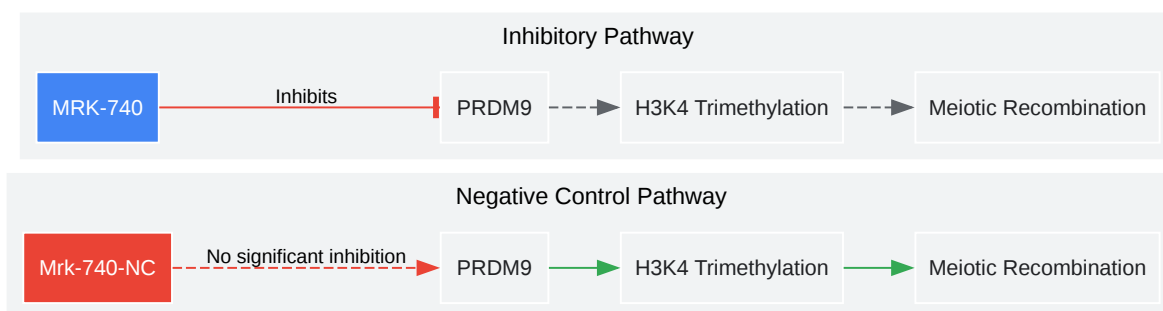 Inhibitory Pathway
MRK-740
Inhibits
PRDM9
H3K4 Trimethylation
Meiotic Recombination
Negative Control Pathway
Mrk-740-NC
No significant inhibition
PRDM9
H3K4 Trimethylation
Meiotic Recombination